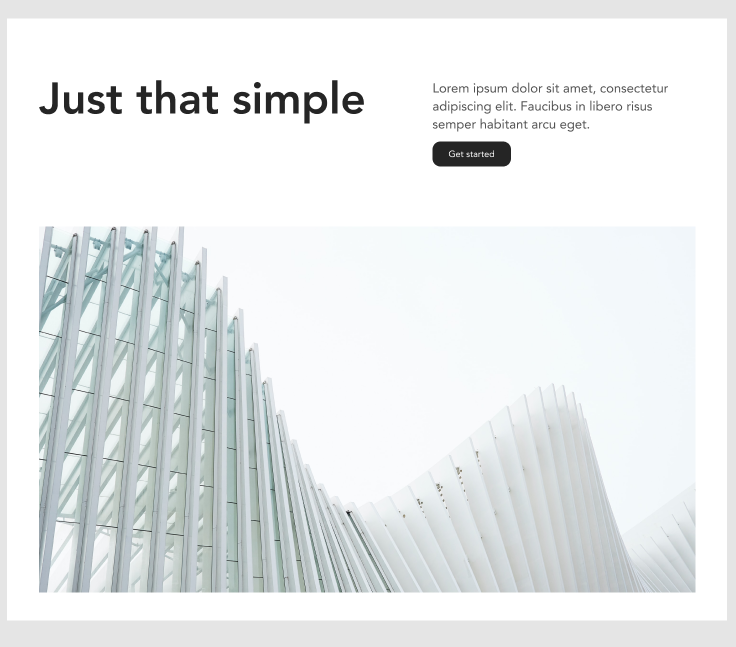 Just that simple
Lorem ipsum dolor sit amet, consectetur
adipiscing elit. Faucibus in libero risus
semper habitant arcu eget.
Get started